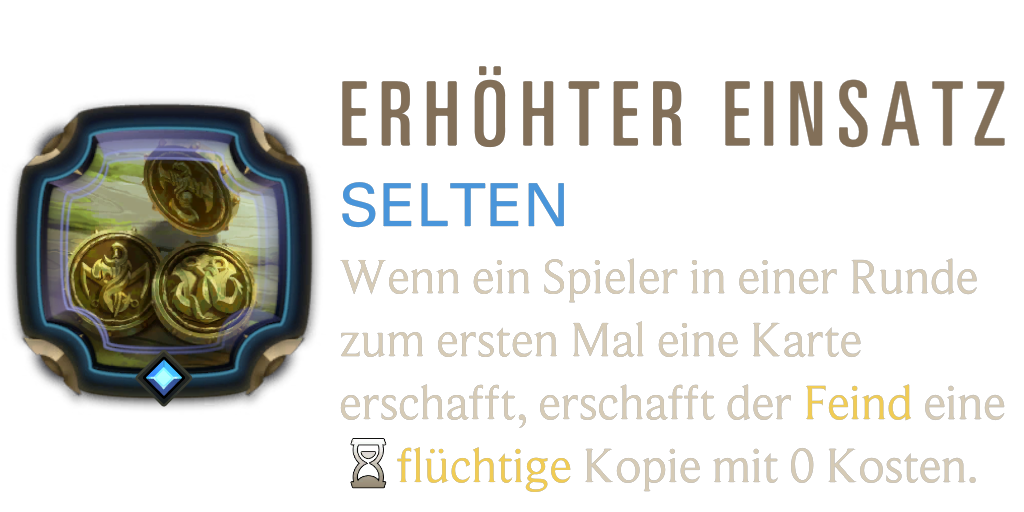 ERHÖHTER EINSATZ
SELTEN
Wenn ein Spieler in einer Runde
zum ersten Mal eine Karte
erschafft, erschafft der Feind eine
flüchtige Kopie mit 0 Kosten.